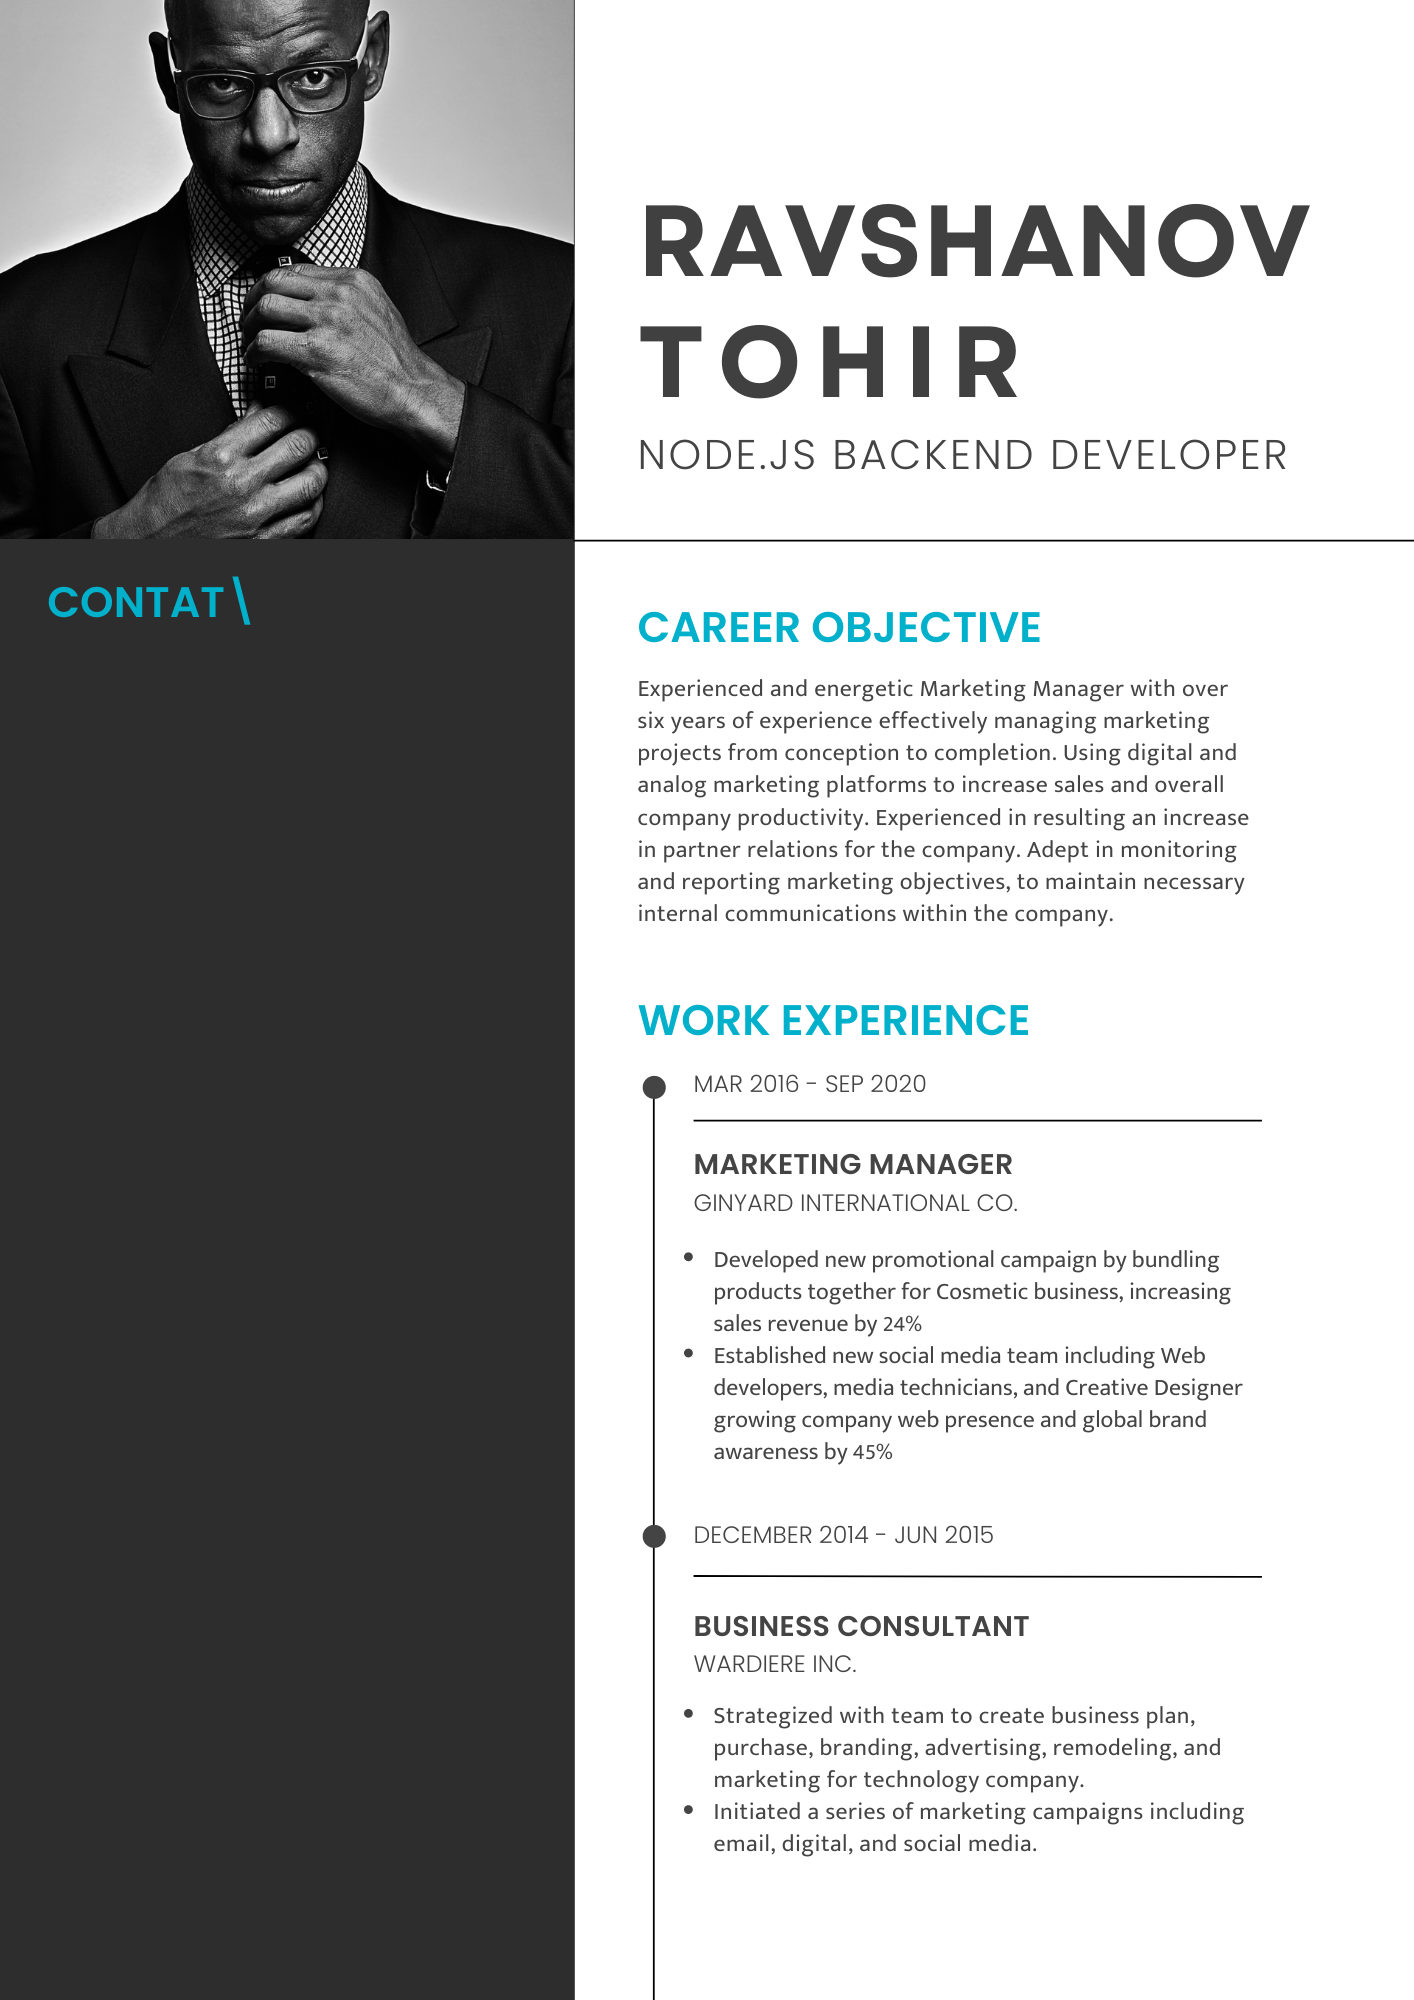 RAVSHANOV
TOHIR
NODE.JS BACKEND DEVELOPER
CONTAT\
CAREER OBJECTIVE
Experienced and energetic Marketing Manager with over
six years of experience effectively managing marketing
projects from conception to completion. Using digital and
analog marketing platforms to increase sales and overall
company productivity. Experienced in resulting an increase
in partner relations for the company. Adept in monitoring
and reporting marketing objectives, to maintain necessary
internal communications within the company.
WORK EXPERIENCE
MAR 2016 - SEP 2020
MARKETING MANAGER
GINYARD INTERNATIONAL CO.
• Developed new promotional campaign by bundling
products together for Cosmetic business, increasing
sales revenue by 24%
• Established new social media team including Web
developers, media technicians, and Creative Designer
growing company web presence and global brand
awareness by 45%
DECEMBER 2014 - JUN 2015
BUSINESS CONSULTANT
WARDIERE INC.
• Strategized with team to create business plan,
purchase, branding, advertising, remodeling, and
marketing for technology company.
• Initiated a series of marketing campaigns including
email, digital, and social media.